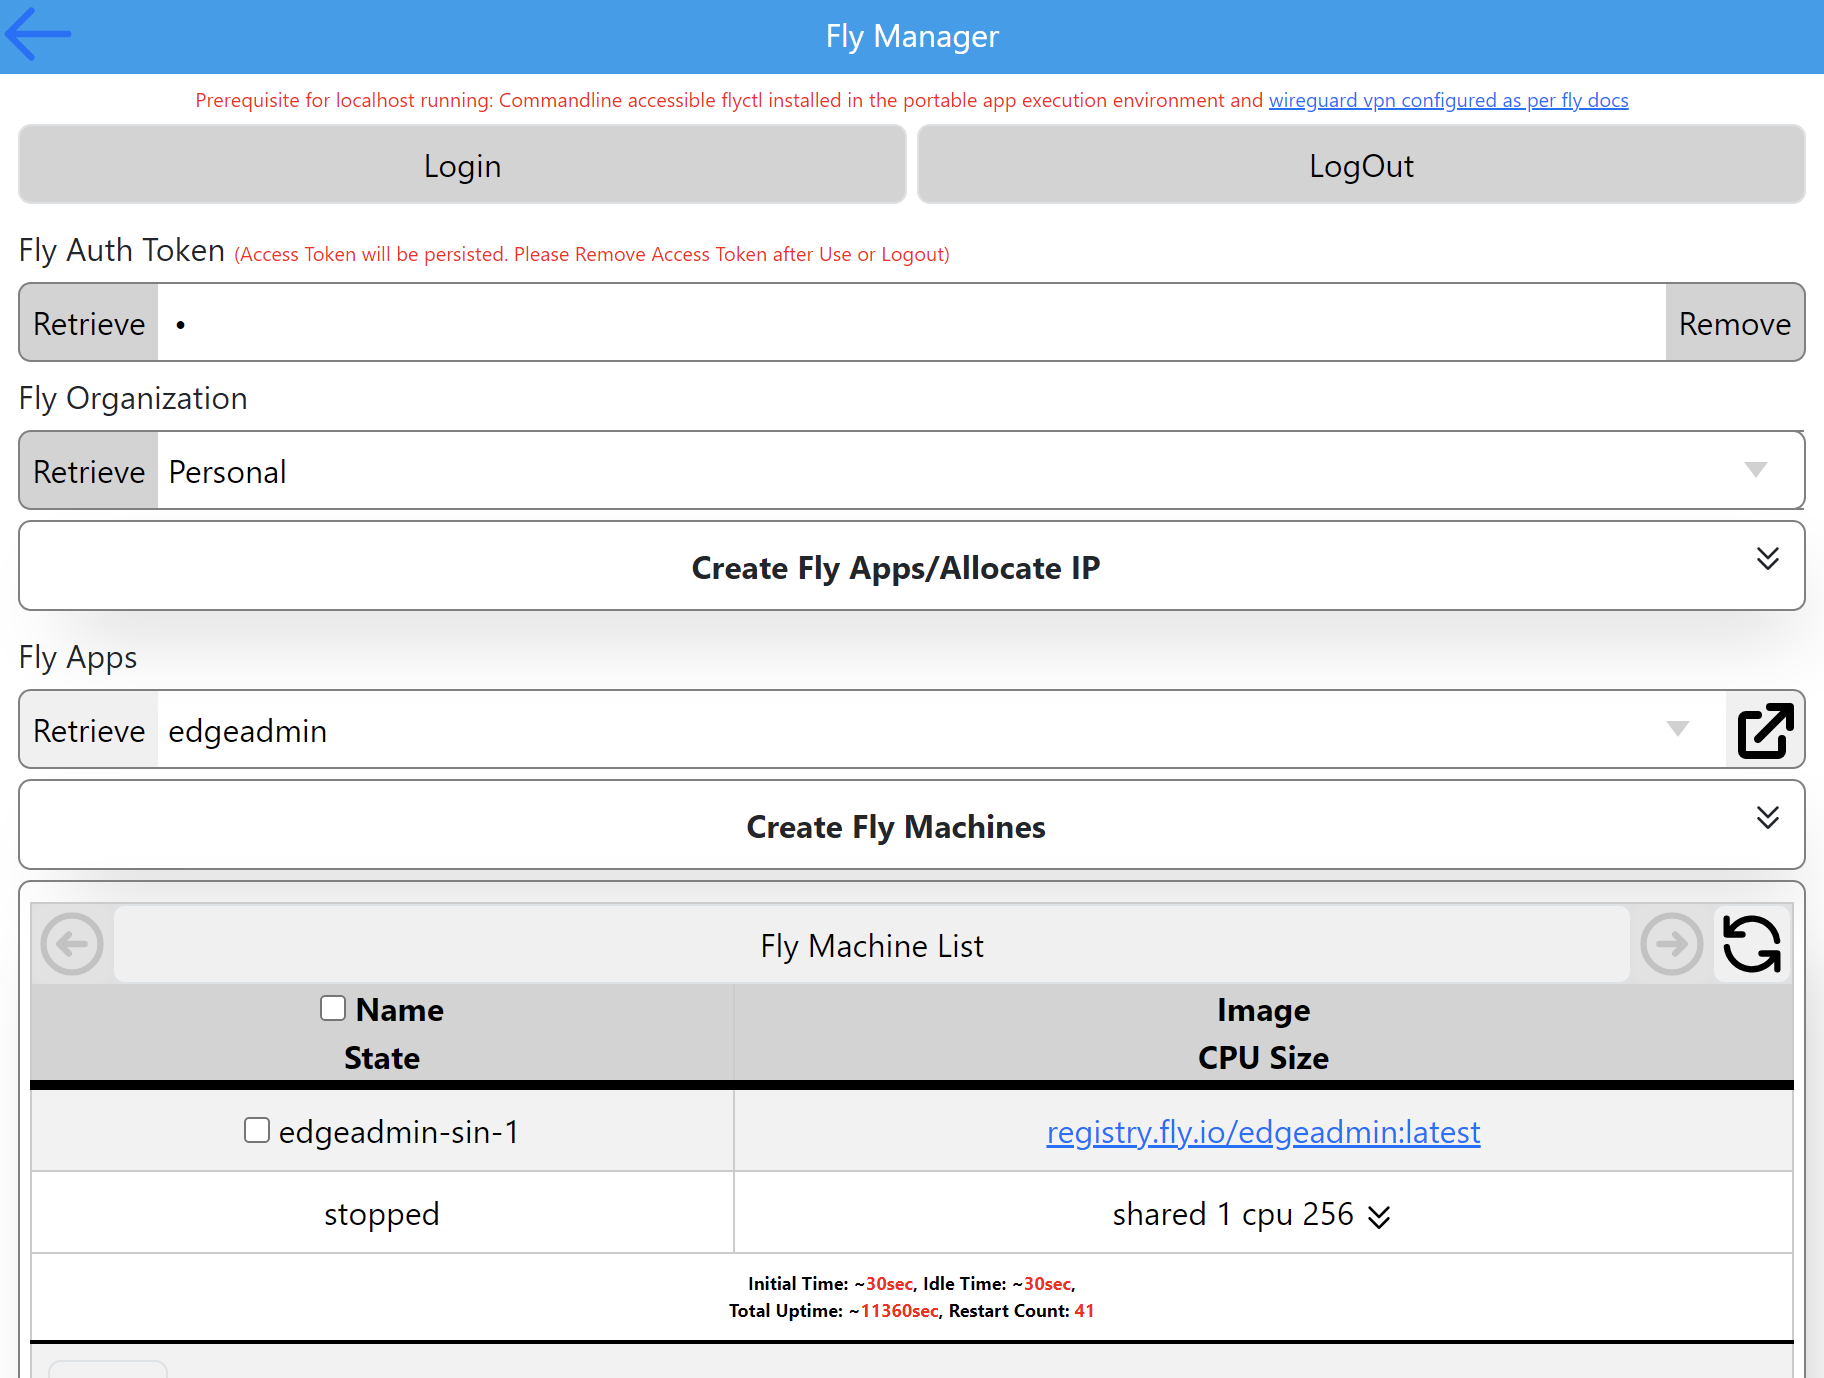 Fly Manager
Prerequisite for localhost running: Commandline accessible flyctl installed in the portable app execution environment and wireguard vpn configured as per fly docs
Login
LogOut
Fly Auth Token (Access Token will be persisted. Please Remove Access Token after Use or Logout)
Retrieve •
Remove
Fly Organization
Retrieve Personal
Create Fly Apps/Allocate IP
Fly Apps
Retrieve edgeadmin
Create Fly Machines
Fly Machine List
Name
State
Image
CPU Size
edgeadmin-sin-1
registry.fly.io/edgeadmin:latest
stopped
shared 1 cpu 256
Initial Time: ~30sec, Idle Time: ~30sec,
Total Uptime: ~11360sec, Restart Count: 41